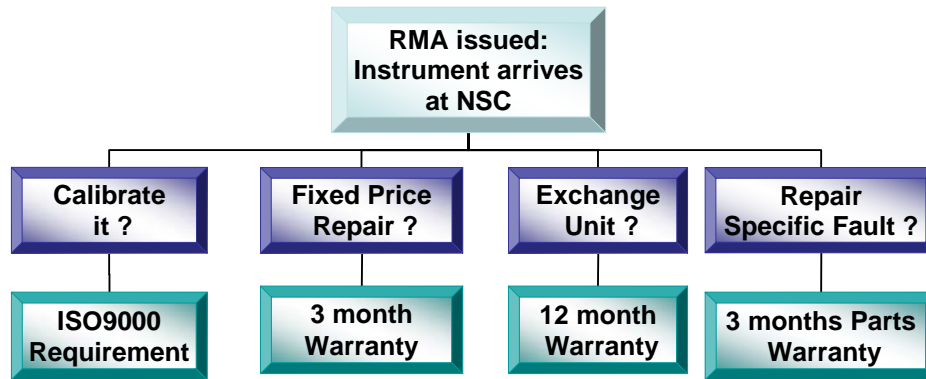 RMA issued:
Instrument arrives
at NSC
Calibrate
it ?
Fixed Price
Repair ?
Exchange
Unit ?
Repair
Specific Fault ?
ISO9000
Requirement
3 month
Warranty
12 month
Warranty
3 months Parts
Warranty